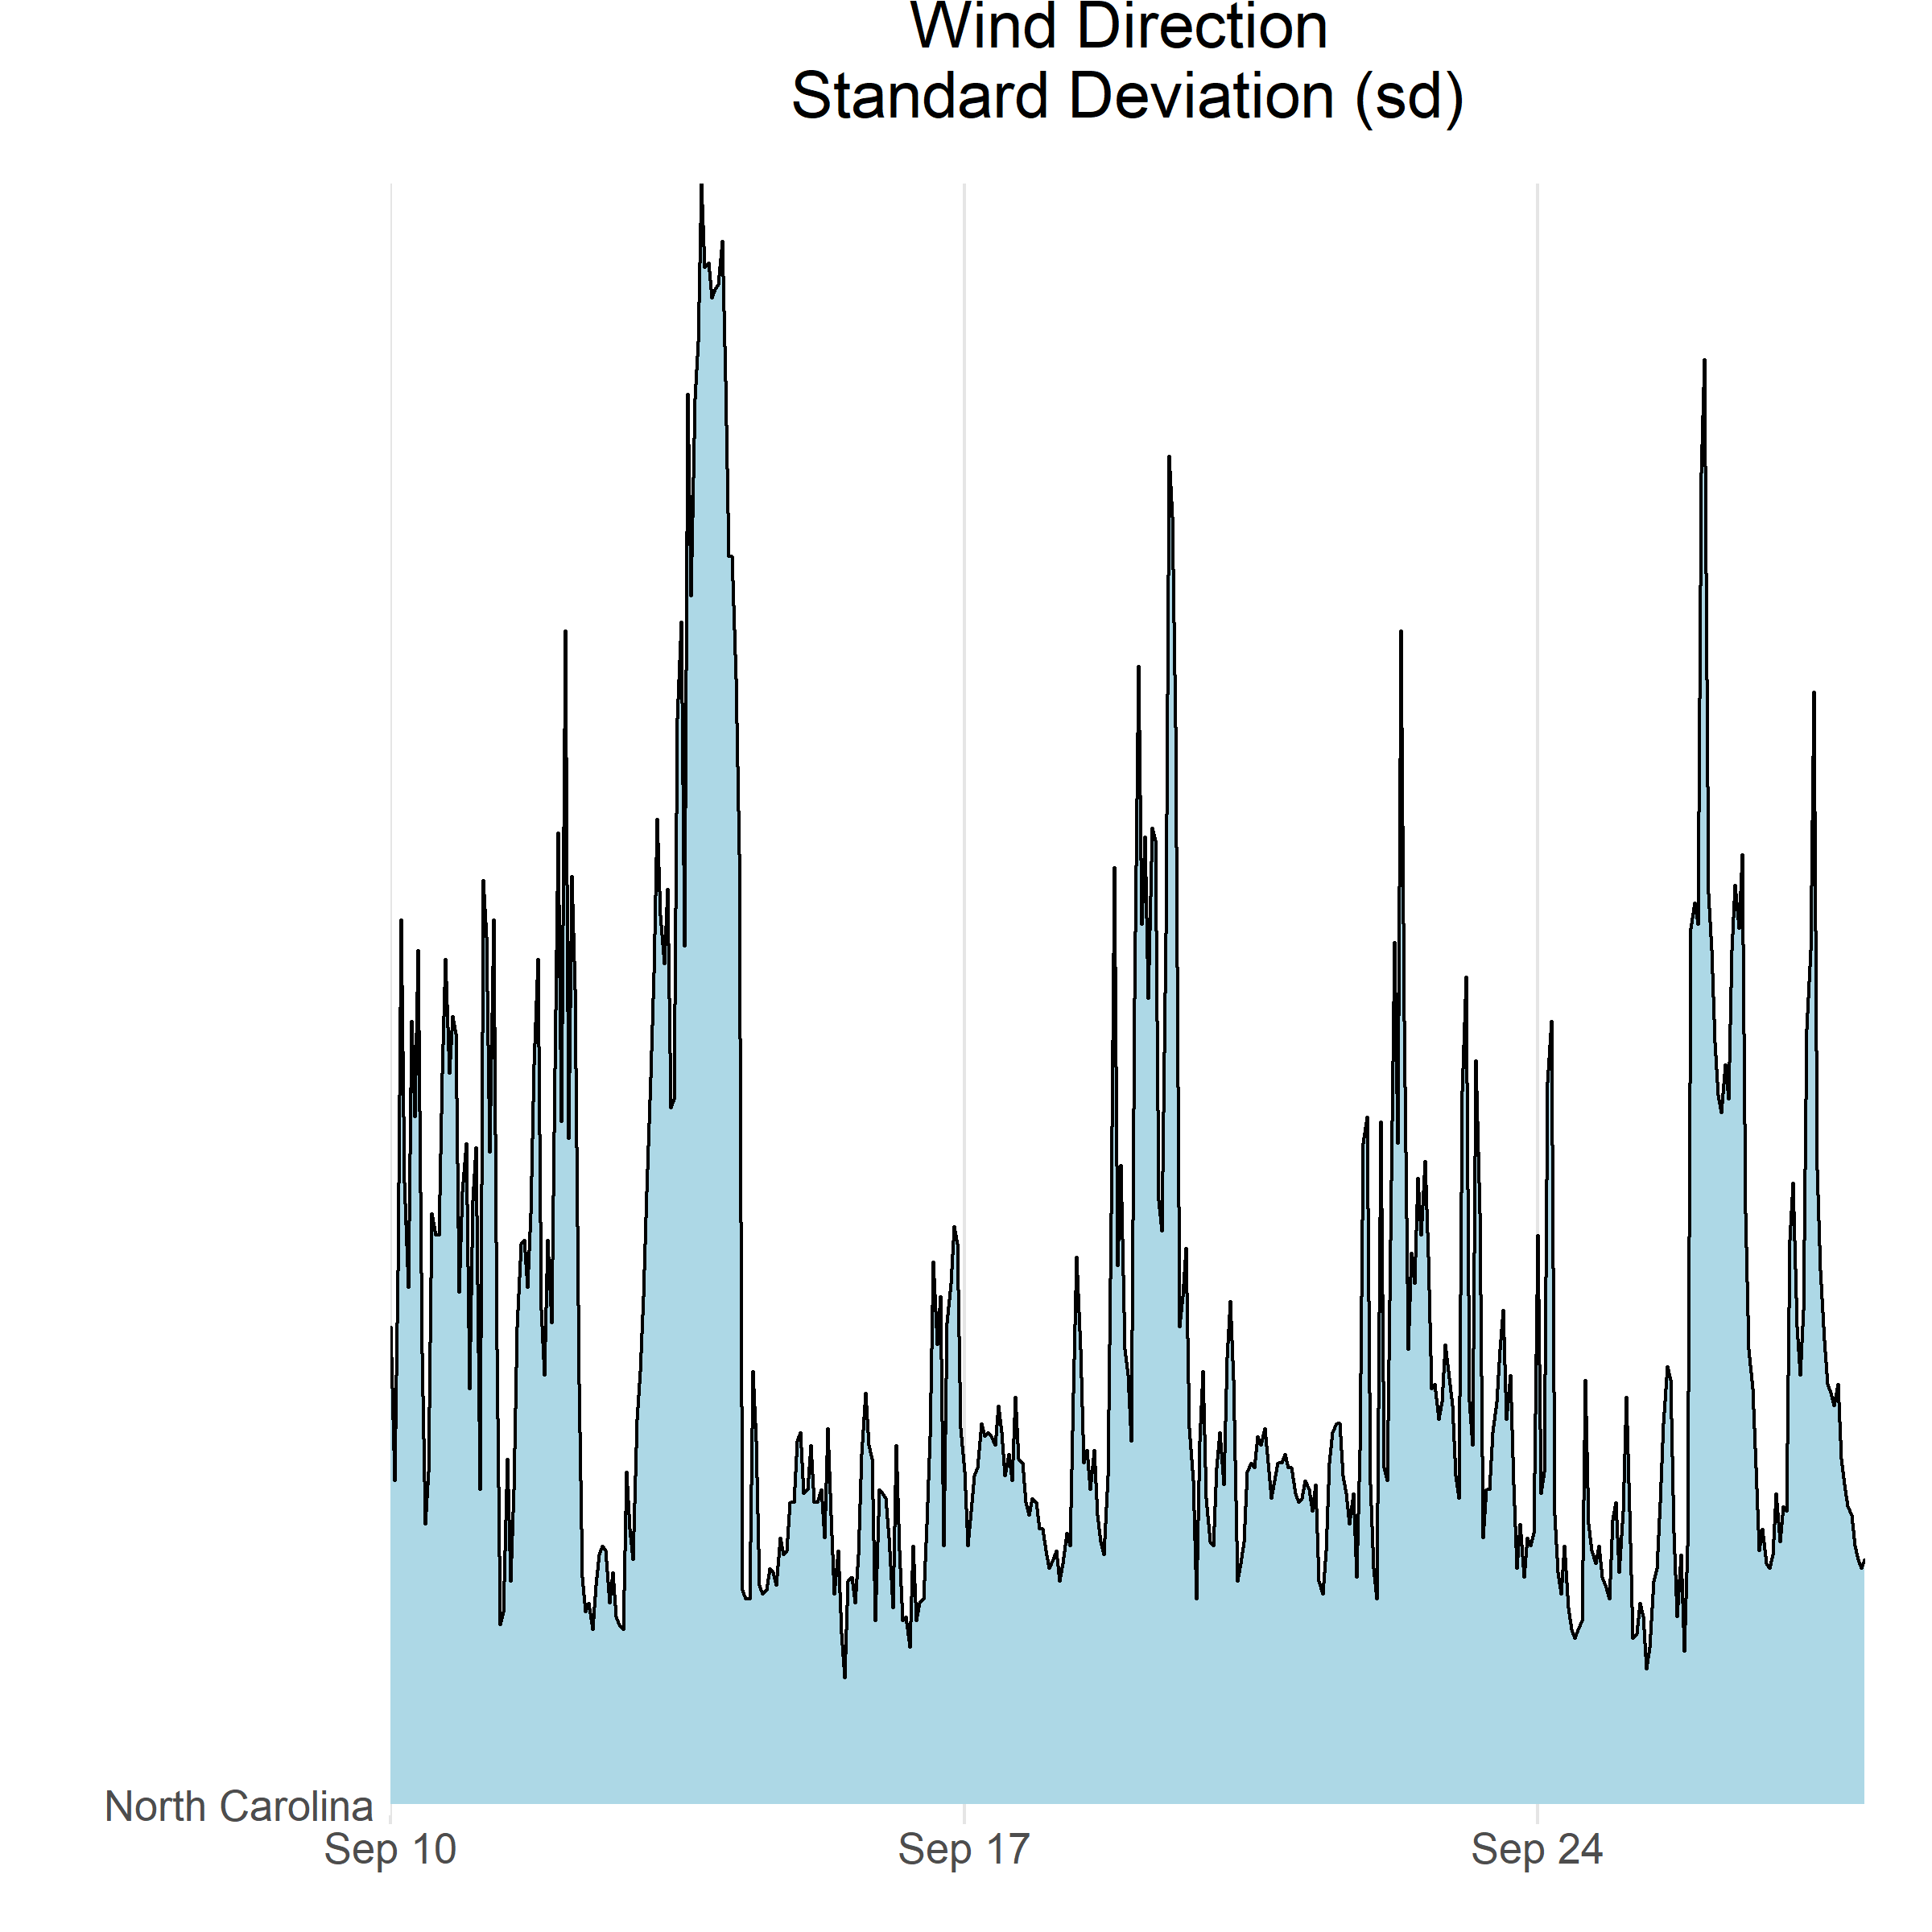 Wind Direction
Standard Deviation (sd)
North Carolina
Sep 10
Sep 17
Sep 24